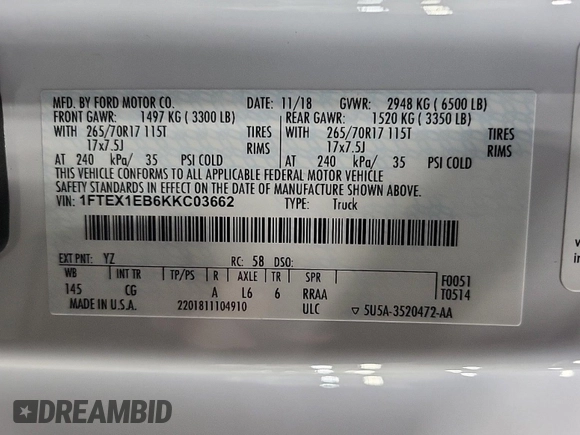 MFD. BY FORD MOTOR CO. DATE: 11/18 GVWR: 2948 KG ( 6500 LB)
FRONT GAWR: 1497 KG ( 3300 LB) REAR GAWR: 1520 KG ( 3350 LB)
WITH 265/70R17 115T TIRES WITH 265/70R17 115T TIRES
17x7.5J RIMS 17x7.5J RIMS
AT 240 kPa/ 35 PSI COLD AT 240 kPa/ 35 PSI COLD
THIS VEHICLE CONFORMS TO ALL APPLICABLE FEDERAL MOTOR VEHICLE
SAFETY STANDARDS IN EFFECT ON THE DATE OF MANUFACTURE SHOWN ABOVE.
VIN: 1FTEX1EB6KKC03662 TYPE: Truck
EXT PNT: YZ RC: 58 DSO: F0051
WB INT TR TP/PS R AXLE TR SPR T0514
145 CG A L6 6 RRAA
MADE IN U.S.A. 2201811104910 ULC ▽ 5U5A-3520472-AA
DREAMBID